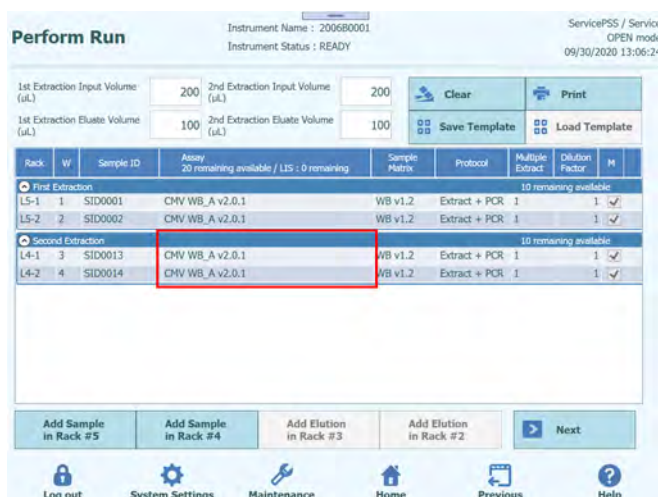 Perform Run
Instrument Name : 2006B0001
Instrument Status : READY
ServicePSS / Service
OPEN mode
09/30/2020 13:06:24
1st Extraction Input Volume (µL) 200 2nd Extraction Input Volume (µL) 200 Clear Print
1st Extraction Eluate Volume (µL) 100 2nd Extraction Eluate Volume (µL) 100 Save Template Load Template
Rack W Sample ID Assay 20 remaining available / LIS : 0 remaining Sample Matrix Protocol Multiple Extract Dilution Factor M
First Extraction 10 remaining available
L5-1 1 SID0001 CMV WB_A v2.0.1 WB v1.2 Extract + PCR 1 1
L5-2 2 SID0002 CMV WB_A v2.0.1 WB v1.2 Extract + PCR 1 1
Second Extraction 10 remaining available
L4-1 3 SID0013 CMV WB_A v2.0.1 WB v1.2 Extract + PCR 1 1
L4-2 4 SID0014 CMV WB_A v2.0.1 WB v1.2 Extract + PCR 1 1
Add Sample in Rack #5 Add Sample in Rack #4 Add Elution in Rack #3 Add Elution in Rack #2 Next
Log out System Settings Maintenance Home Previous Help